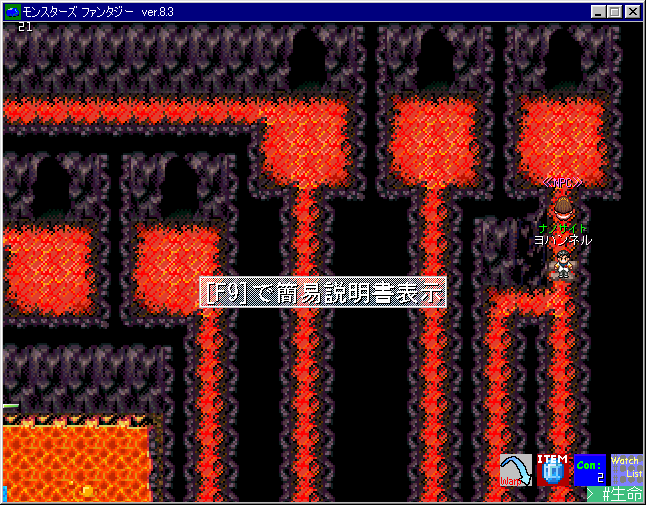 モンスターズ ファンタジー ver.8.3
21
≪NPC≫
ナノサイト
ヨハンネル
[F9]で簡易説明書表示
Warp
ITEM
Con:
2
Watch
List
> #生命